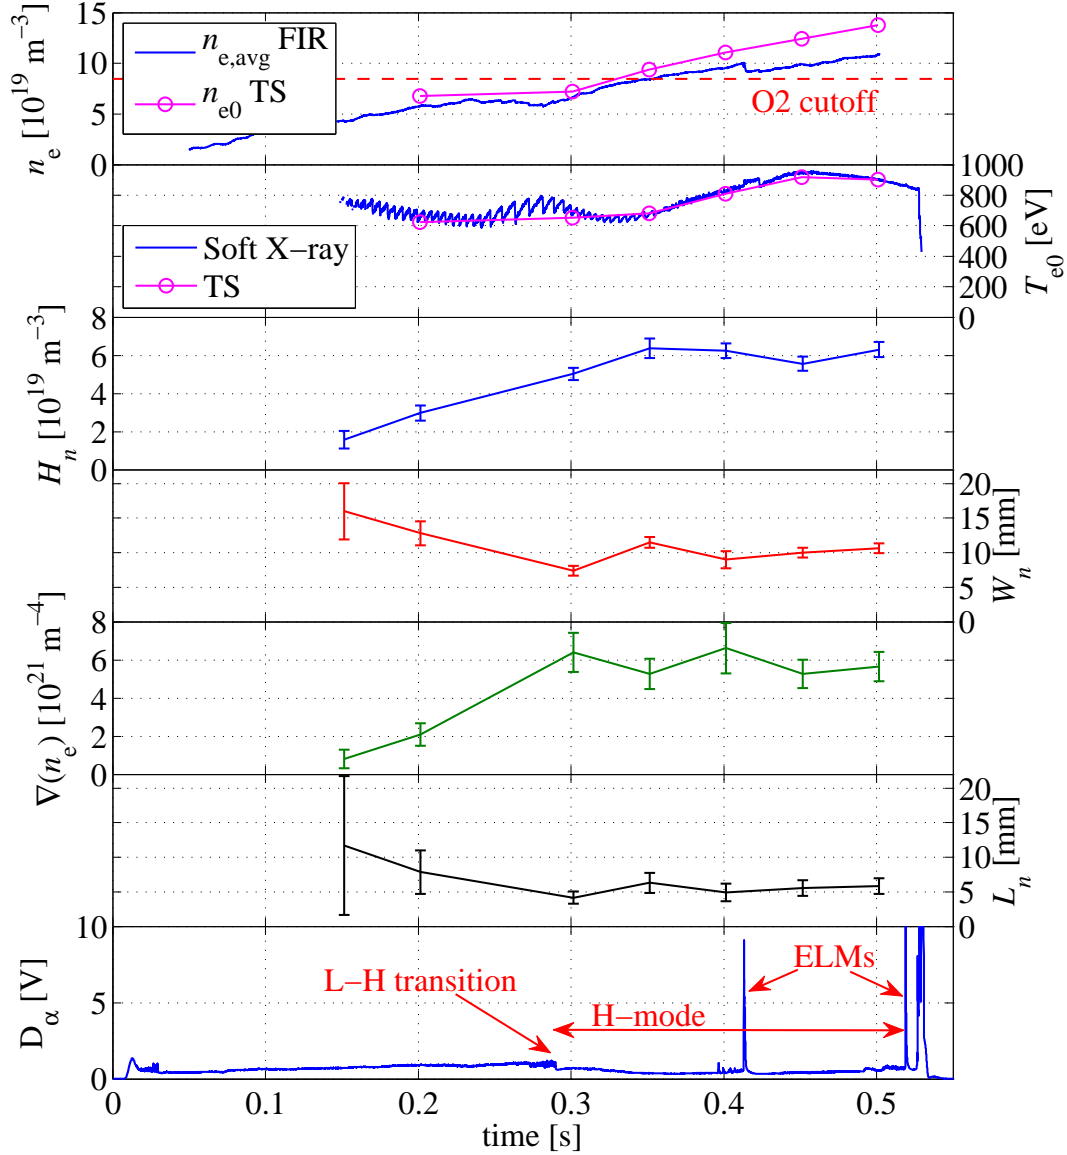 15
10
5
0
n_e [10^19 m^−3]
n_e,avg FIR
n_e0 TS
O2 cutoff
1000
800
600
400
200
0
T_e0 [eV]
Soft X−ray
TS
8
6
4
2
0
H_n [10^19 m^−3]
20
15
10
5
0
W_n [mm]
8
6
4
2
0
∇(n_e) [10^21 m^−4]
20
15
10
5
0
L_n [mm]
10
5
0
D_α [V]
L−H transition
H−mode
ELMs
0 0.1 0.2 0.3 0.4 0.5
time [s]